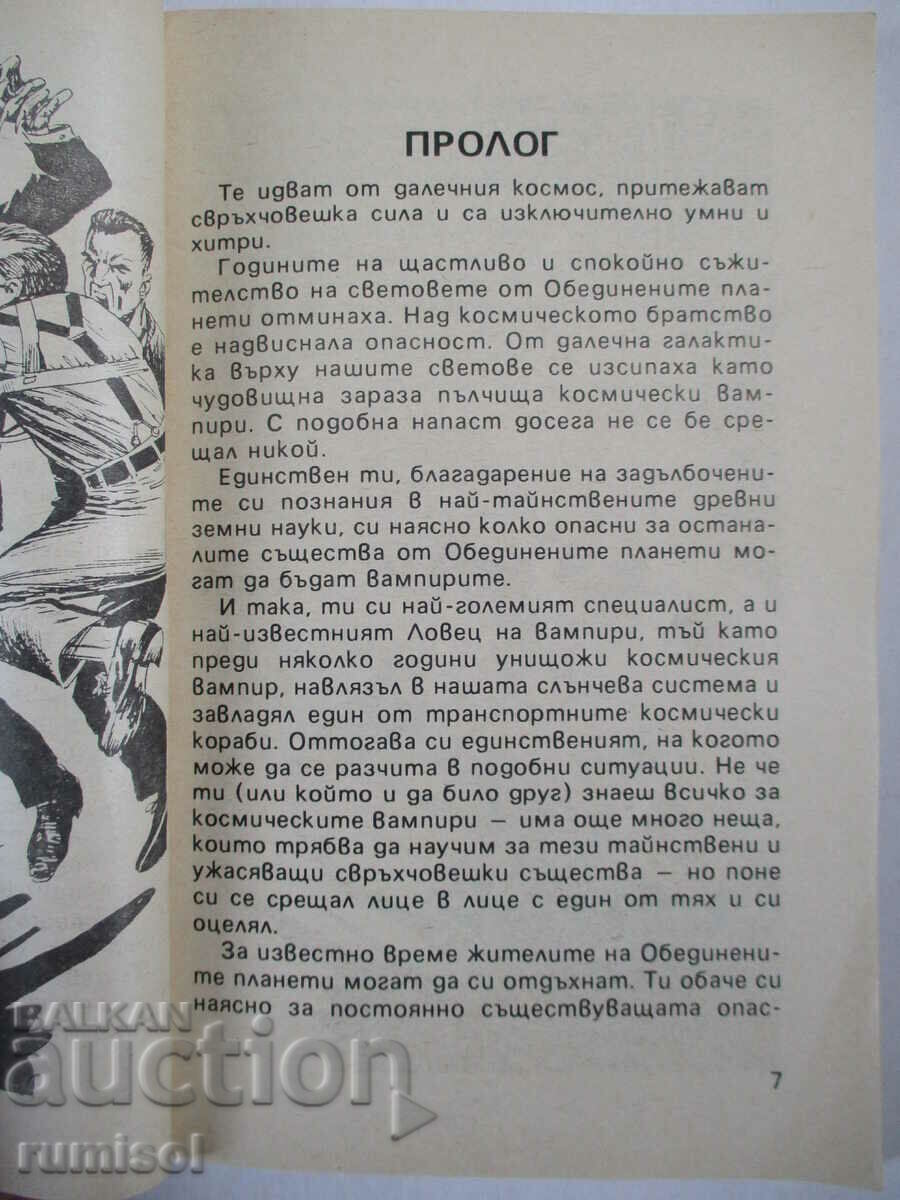 ПРОЛОГ
Те идват от далечния космос, притежават
свръхчовешка сила и са изключително умни и
хитри.
Годините на щастливо и спокойно съжи-
телство на световете от Обединените пла-
нети отминаха. Над космическото братство
е надвиснала опасност. От далечна галакти-
ка върху нашите светове се изсипаха като
чудовищна зараза пълчища космически вам-
пири. С подобна напаст досега не се бе сре-
щал никой.
Единствен ти, благадарение на задълбочени-
те си познания в най-тайнствените древни
земни науки, си наясно колко опасни за остана-
лите същества от Обединените планети мо-
гат да бъдат вампирите.
И така, ти си най-големият специалист, а и
най-известният Ловец на вампири, тъй като
преди няколко години унищожи космическия
вампир, навлязъл в нашата слънчева система и
завладял един от транспортните космически
кораби. Оттогава си единственият, на когото
може да се разчита в подобни ситуации. Не че
ти (или който и да било друг) знаеш всичко за
космическите вампири – има още много неща,
които трябва да научим за тези тайнствени и
ужасяващи свръхчовешки същества – но поне
си се срещал лице в лице с един от тях и си
оцелял.
За известно време жителите на Обединени-
те планети могат да си отдъхнат. Ти обаче си
наясно за постоянно съществуващата опас-
7
BALKAN
auction
rumisol